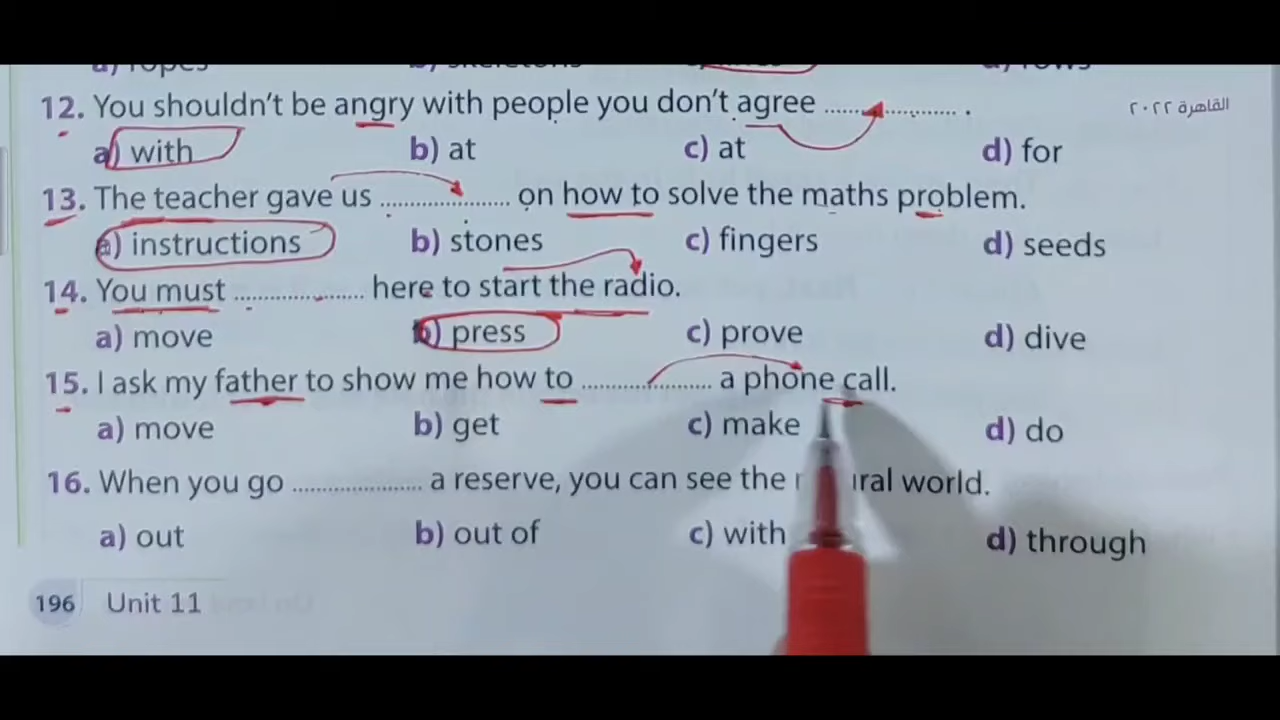 12. You shouldn't be angry with people you don't agree ........................ . القاهرة ٢٠٢٢
a) with b) at c) at d) for
13. The teacher gave us ........................ on how to solve the maths problem.
a) instructions b) stones c) fingers d) seeds
14. You must ........................ here to start the radio.
a) move b) press c) prove d) dive
15. I ask my father to show me how to ........................ a phone call.
a) move b) get c) make d) do
16. When you go ........................ a reserve, you can see the world.
a) out b) out of c) with d) through
196 Unit 11